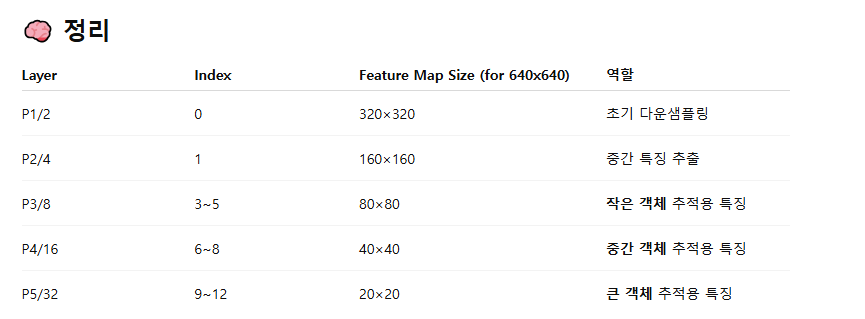 🧠 정리
Layer Index Feature Map Size (for 640x640) 역할
P1/2 0 320×320 초기 다운샘플링
P2/4 1 160×160 중간 특징 추출
P3/8 3~5 80×80 작은 객체 추적용 특징
P4/16 6~8 40×40 중간 객체 추적용 특징
P5/32 9~12 20×20 큰 객체 추적용 특징